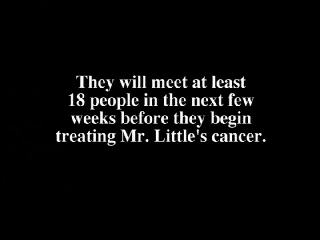 They will meet at least
18 people in the next few
weeks before they begin
treating Mr. Little's cancer.